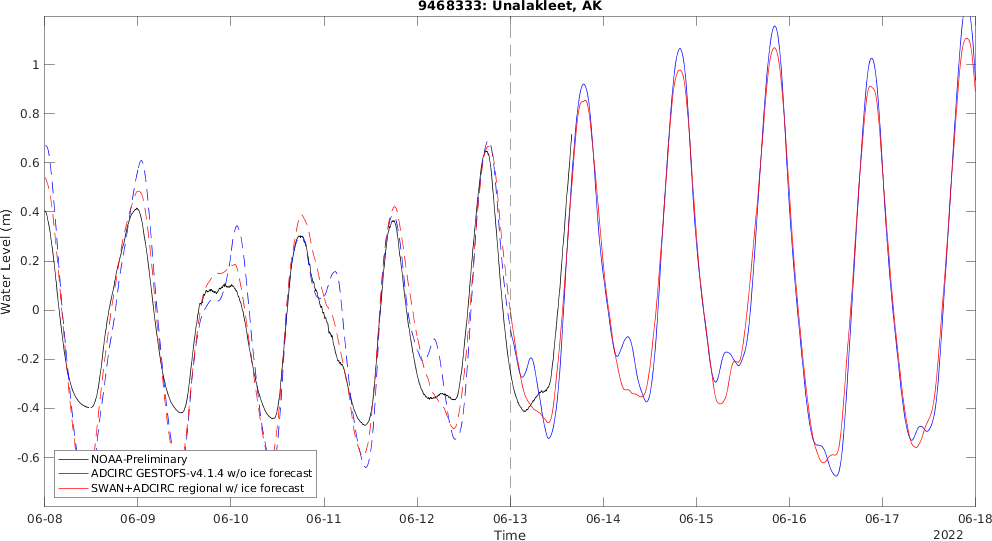 9468333: Unalakleet, AK
Water Level (m)
1
0.8
0.6
0.4
0.2
0
-0.2
-0.4
-0.6
NOAA-Preliminary
ADCIRC GESTOFS-v4.1.4 w/o ice forecast
SWAN+ADCIRC regional w/ ice forecast
06-08 06-09 06-10 06-11 06-12 06-13 06-14 06-15 06-16 06-17 06-18
Time
2022